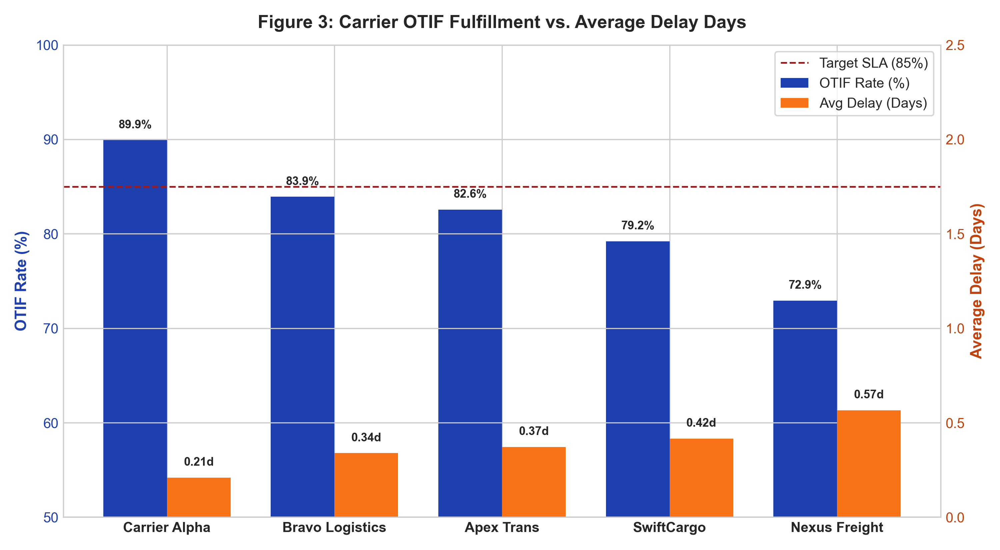 Figure 3: Carrier OTIF Fulfillment vs. Average Delay Days
100
90
80
70
60
50
OTIF Rate (%)
2.5
2.0
1.5
1.0
0.5
0.0
Average Delay (Days)
Target SLA (85%)
OTIF Rate (%)
Avg Delay (Days)
89.9%
83.9%
82.6%
79.2%
72.9%
0.21d
0.34d
0.37d
0.42d
0.57d
Carrier Alpha
Bravo Logistics
Apex Trans
SwiftCargo
Nexus Freight